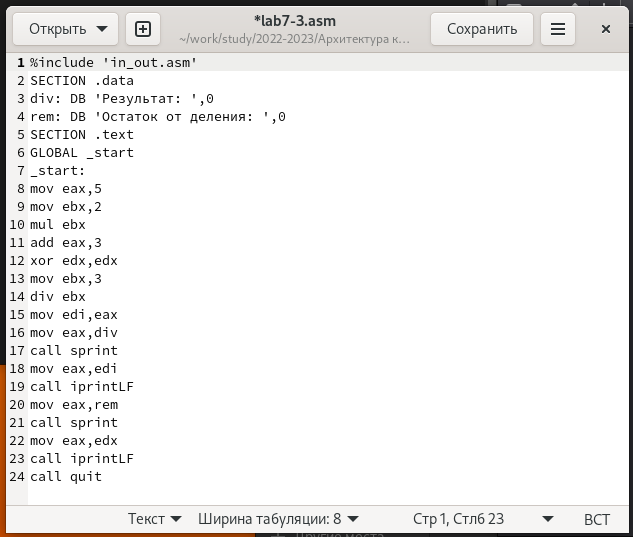 Открыть
*lab7-3.asm
~/work/study/2022-2023/Архитектура к…
Сохранить
1 %include 'in_out.asm'
2 SECTION .data
3 div: DB 'Результат: ',0
4 rem: DB 'Остаток от деления: ',0
5 SECTION .text
6 GLOBAL _start
7 _start:
8 mov eax,5
9 mov ebx,2
10 mul ebx
11 add eax,3
12 xor edx,edx
13 mov ebx,3
14 div ebx
15 mov edi,eax
16 mov eax,div
17 call sprint
18 mov eax,edi
19 call iprintLF
20 mov eax,rem
21 call sprint
22 mov eax,edx
23 call iprintLF
24 call quit
Текст Ширина табуляции: 8 Стр 1, Стлб 23 ВСТ
Другие места